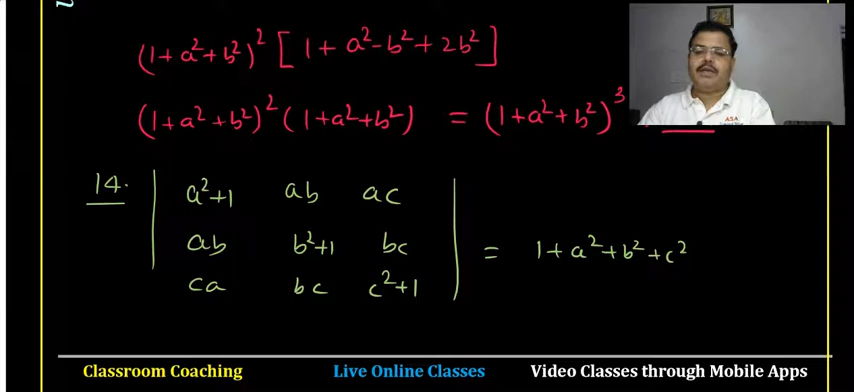 (1+a²+b²)² [1+a²-b²+2b²]
(1+a²+b²)² (1+a²+b²) = (1+a²+b²)³
14. | a²+1 ab ac |
| ab b²+1 bc | = 1+a²+b²+c²
| ca bc c²+1 |
ASA
Classroom Coaching Live Online Classes Video Classes through Mobile Apps